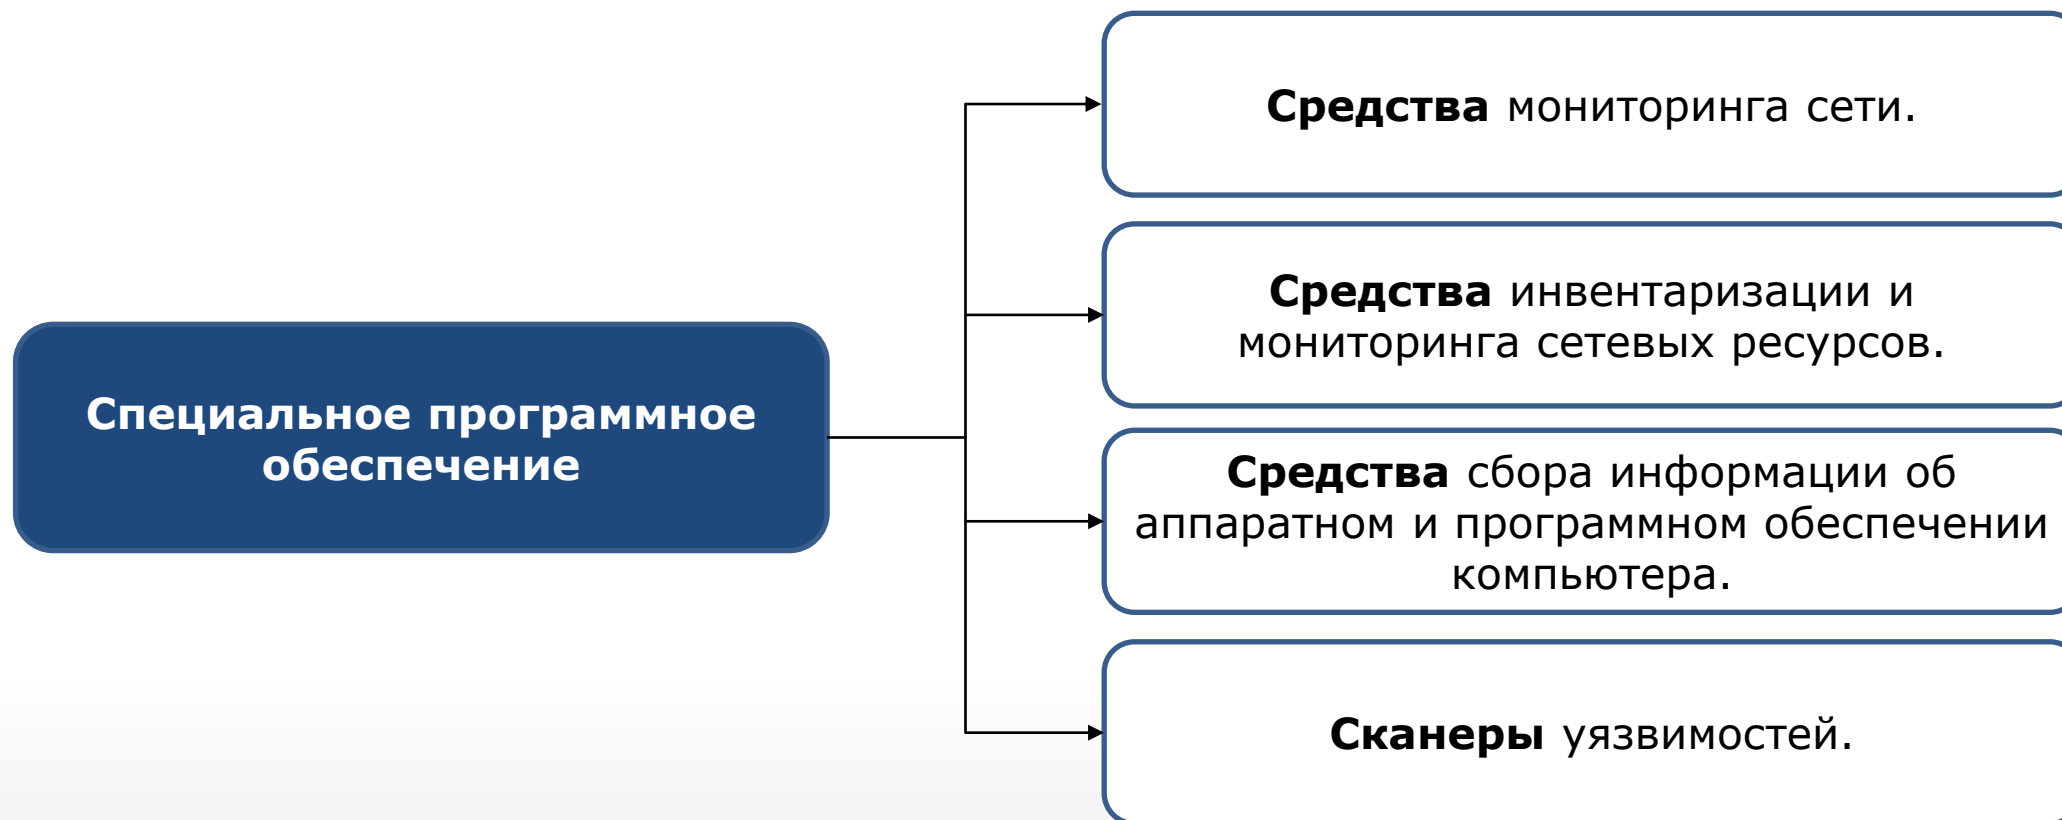 Средства мониторинга сети.
Средства инвентаризации и
мониторинга сетевых ресурсов.
Специальное программное
обеспечение
Средства сбора информации об
аппаратном и программном обеспечении
компьютера.
Сканеры уязвимостей.